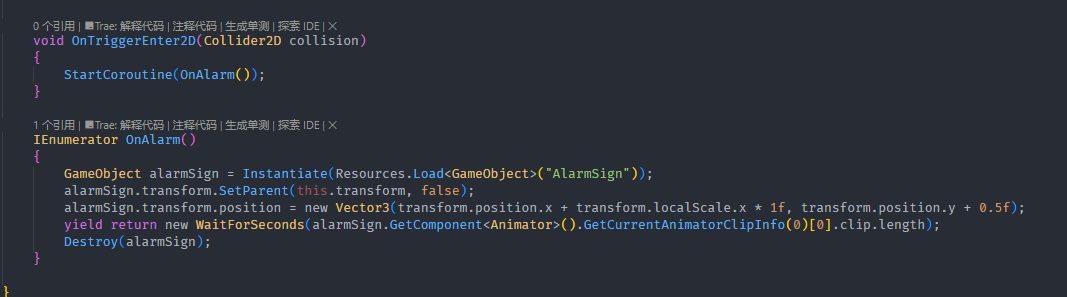 0 个引用 | Trae: 解释代码 | 注释代码 | 生成单测 | 探索 IDE | ×
void OnTriggerEnter2D(Collider2D collision)
{
    StartCoroutine(OnAlarm());
}
1 个引用 | Trae: 解释代码 | 注释代码 | 生成单测 | 探索 IDE | ×
IEnumerator OnAlarm()
{
    GameObject alarmSign = Instantiate(Resources.Load<GameObject>("AlarmSign"));
    alarmSign.transform.SetParent(this.transform, false);
    alarmSign.transform.position = new Vector3(transform.position.x + transform.localScale.x * 1f, transform.position.y + 0.5f);
    yield return new WaitForSeconds(alarmSign.GetComponent<Animator>().GetCurrentAnimatorClipInfo(0)[0].clip.length);
    Destroy(alarmSign);
}
}